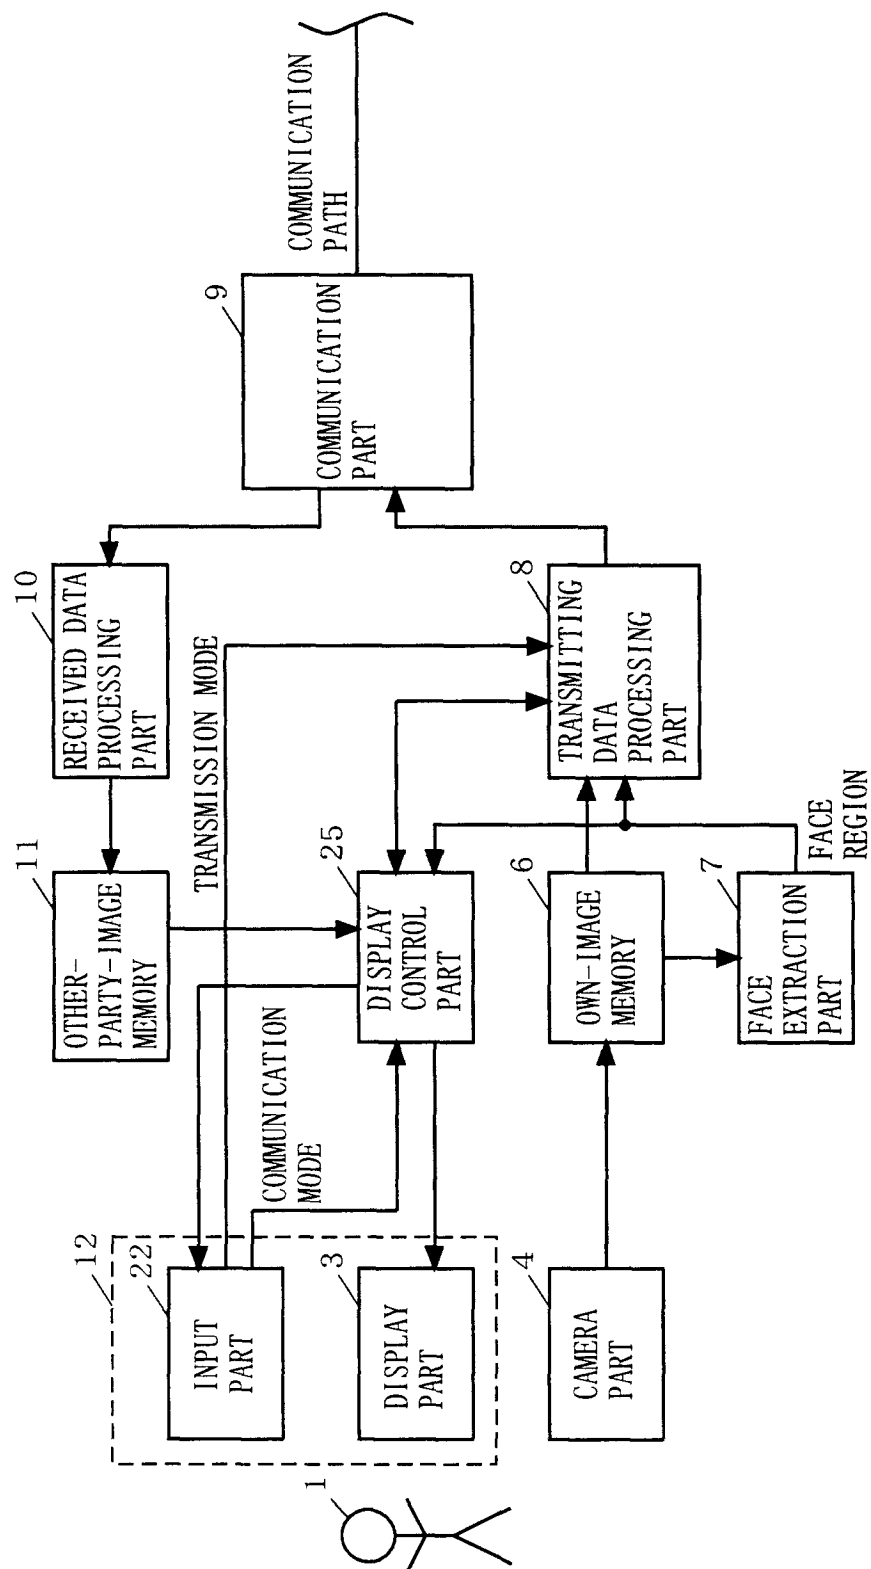 1
12
22
INPUT
PART
3
DISPLAY
PART
4
CAMERA
PART
COMMUNICATION
MODE
TRANSMISSION MODE
11
OTHER-
PARTY-IMAGE
MEMORY
25
DISPLAY
CONTROL
PART
6
OWN-IMAGE
MEMORY
7
FACE
EXTRACTION
PART
FACE
REGION
10
RECEIVED DATA
PROCESSING
PART
8
TRANSMITTING
DATA
PROCESSING
PART
9
COMMUNICATION
PART
COMMUNICATION
PATH